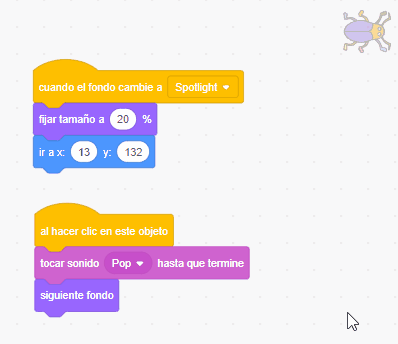 cuando el fondo cambie a Spotlight
fijar tamaño a 20 %
ir a x: 13 y: 132
al hacer clic en este objeto
tocar sonido Pop hasta que termine
siguiente fondo